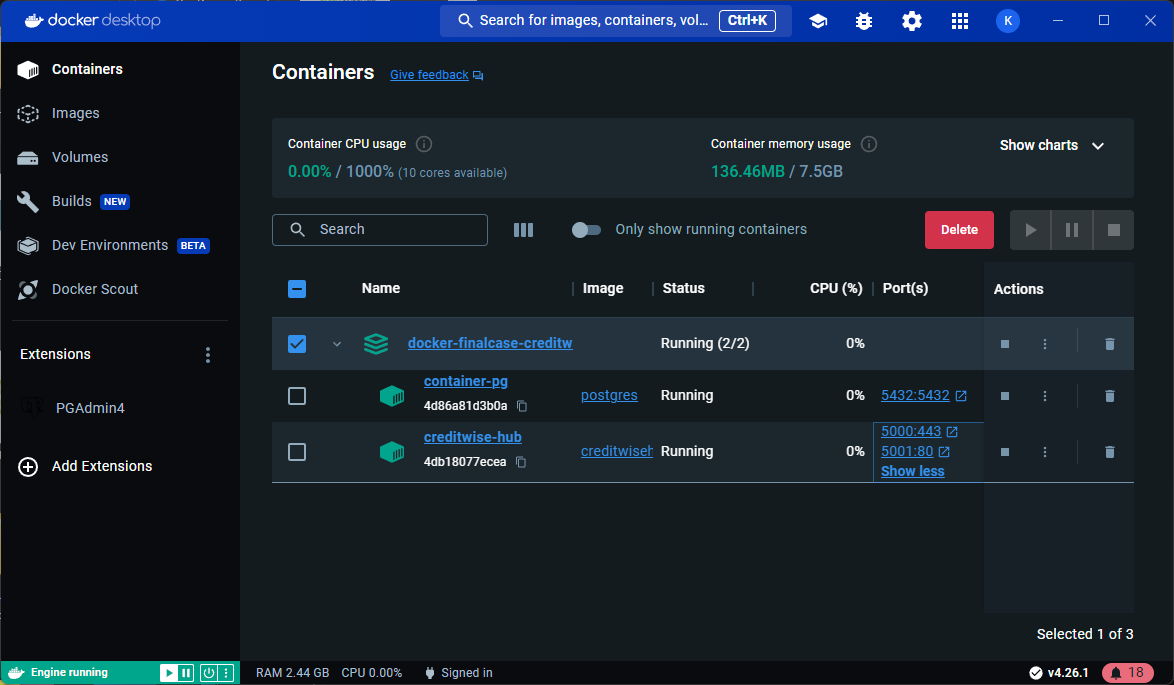 docker desktop
Search for images, containers, vol... Ctrl+K
K
Containers
Images
Volumes
Builds NEW
Dev Environments BETA
Docker Scout
Extensions
PGAdmin4
Add Extensions
Containers Give feedback
Container CPU usage
0.00% / 1000% (10 cores available)
Container memory usage
136.46MB / 7.5GB
Show charts
Search
Only show running containers
Delete
Name Image Status CPU (%) Port(s) Actions
docker-finalcase-creditw Running (2/2) 0%
container-pg
4d86a81d3b0a
postgres Running 0% 5432:5432
creditwise-hub
4db18077ecea
creditwiseh Running 0%
5000:443
5001:80
Show less
Selected 1 of 3
Engine running
RAM 2.44 GB CPU 0.00% Signed in
v4.26.1
18